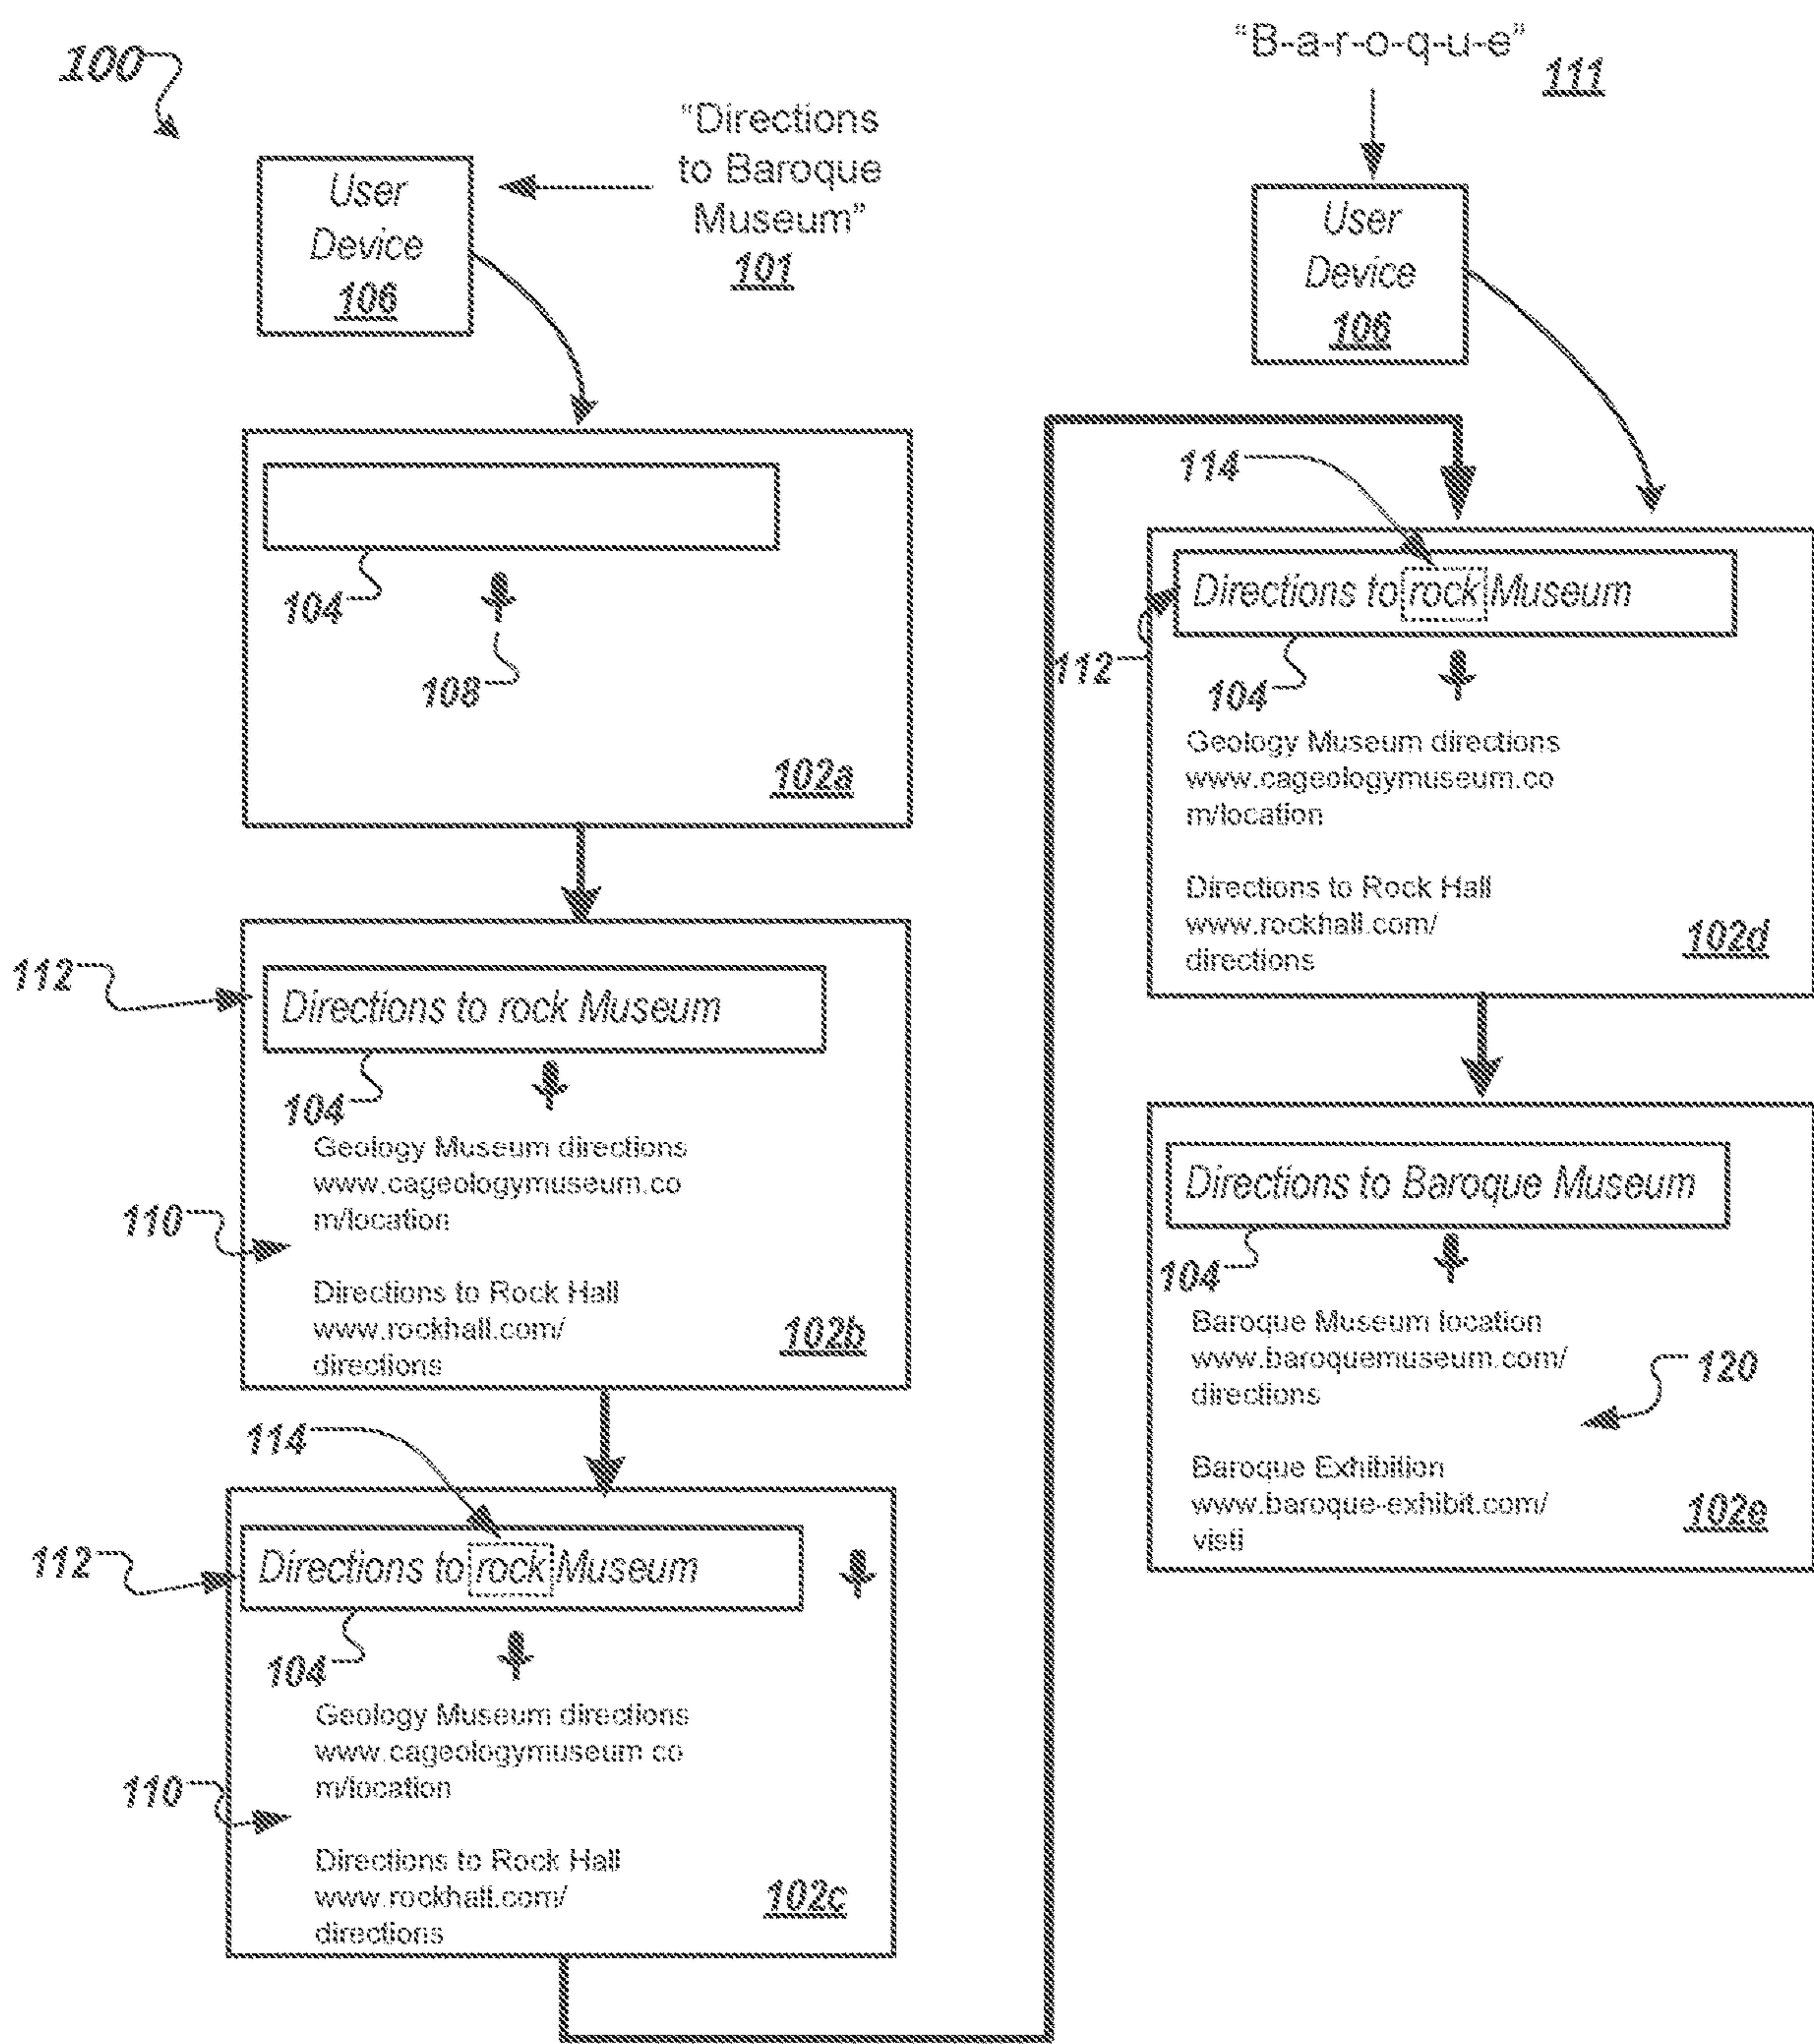 100
"Directions
to Baroque
Museum"
101
User
Device
106
104
108
102a
112
Directions to rock Museum
104
Geology Museum directions
www.cageologymuseum.co
m/location
110
Directions to Rock Hall
www.rockhall.com/
directions
102b
114
112
Directions to rock Museum
104
Geology Museum directions
www.cageologymuseum.co
m/location
110
Directions to Rock Hall
www.rockhall.com/
directions
102c
"B-a-r-o-q-u-e"
111
User
Device
106
114
Directions to rock Museum
112
104
Geology Museum directions
www.cageologymuseum.co
m/location
Directions to Rock Hall
www.rockhall.com/
directions
102d
Directions to Baroque Museum
104
Baroque Museum location
www.baroquemuseum.com/
directions
120
Baroque Exhibition
www.baroque-exhibit.com/
visti
102e